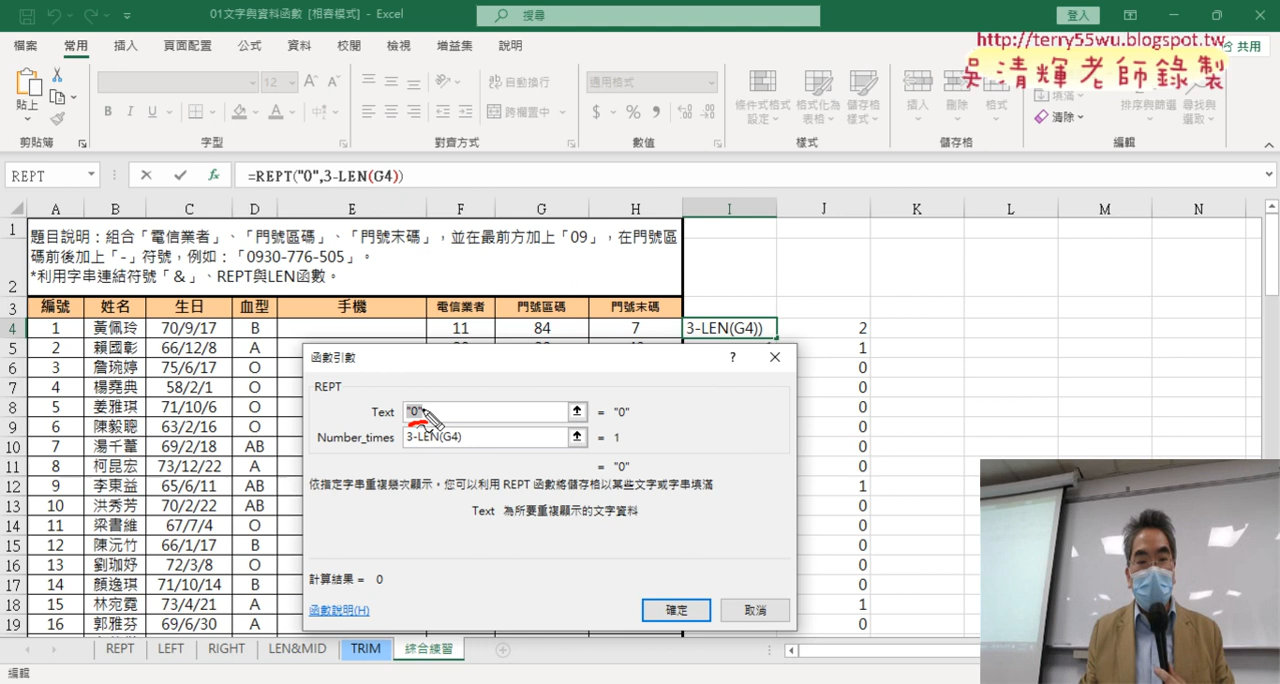 01文字與資料函數 [相容模式] - Excel
搜尋
登入
http://terry55wu.blogspot.tw
吳清輝老師錄製
檔案 常用 插入 頁面配置 公式 資料 校閱 檢視 增益集 說明
共用
貼上
12
自動換行
通用格式
跨欄置中
條件式格式設定
格式化為表格
儲存格樣式
插入 刪除 格式
填滿
清除
排序與篩選
尋找與選取
剪貼簿 字型 對齊方式 數值 樣式 儲存格 編輯
REPT
=REPT("0",3-LEN(G4))
A B C D E F G H I J K L M N
1 題目說明：組合「電信業者」、「門號區碼」、「門號末碼」，並在最前方加上「09」，在門號區
碼前後加上「-」符號，例如：「0930-776-505」。
2 *利用字串連結符號「&」、REPT與LEN函數。
3 編號 姓名 生日 血型 手機 電信業者 門號區碼 門號末碼
4 1 黃佩玲 70/9/17 B 11 84 7 3-LEN(G4)) 2
5 2 賴國彰 66/12/8 A 1
6 3 詹琬婷 75/6/17 O 0
7 4 楊堯典 58/2/1 O 0
8 5 姜雅琪 71/10/6 O 0
9 6 陳毅聰 63/2/16 O 0
10 7 湯千葦 69/2/18 AB 0
11 8 柯昆宏 73/12/22 A 0
12 9 李東益 65/6/11 AB 1
13 10 洪秀芳 70/2/22 AB 0
14 11 梁書維 67/7/4 O 0
15 12 陳沅竹 66/1/17 B 0
16 13 劉珈妤 72/3/8 O 0
17 14 顏逸琪 71/10/14 B 0
18 15 林宛霓 73/4/21 A 1
19 16 郭雅芬 69/6/30 A 0
函數引數
?
REPT
Text "0" = "0"
Number_times 3-LEN(G4) = 1
= "0"
依指定字串重複幾次顯示。您可以利用 REPT 函數將儲存格以某些文字或字串填滿
Text 為所要重複顯示的文字資料
計算結果 = 0
函數說明(H)
確定 取消
REPT LEFT RIGHT LEN&MID TRIM 綜合練習
編輯